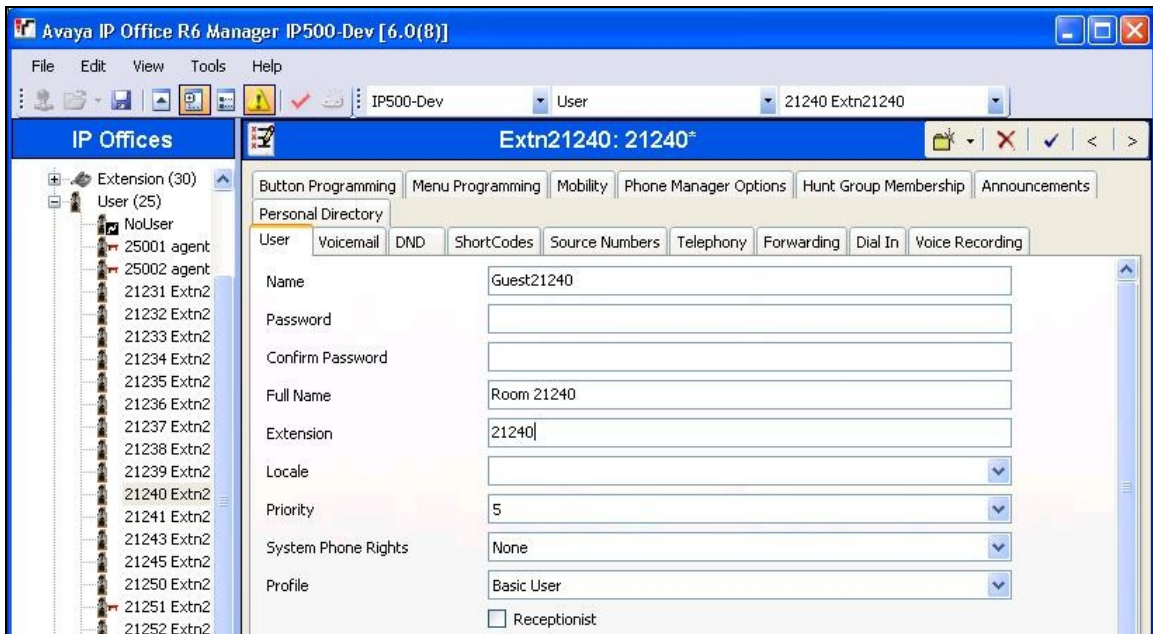 Avaya IP Office R6 Manager IP500-Dev [6.0(8)]
File Edit View Tools Help
IP500-Dev User 21240 Extn21240
IP Offices
Extn21240: 21240*
Extension (30)
User (25)
NoUser
25001 agent
25002 agent
21231 Extn2
21232 Extn2
21233 Extn2
21234 Extn2
21235 Extn2
21236 Extn2
21237 Extn2
21238 Extn2
21239 Extn2
21240 Extn2
21241 Extn2
21243 Extn2
21245 Extn2
21250 Extn2
21251 Extn2
21252 Extn2
Button Programming Menu Programming Mobility Phone Manager Options Hunt Group Membership Announcements
Personal Directory
User Voicemail DND ShortCodes Source Numbers Telephony Forwarding Dial In Voice Recording
Name Guest21240
Password
Confirm Password
Full Name Room 21240
Extension 21240
Locale
Priority 5
System Phone Rights None
Profile Basic User
Receptionist